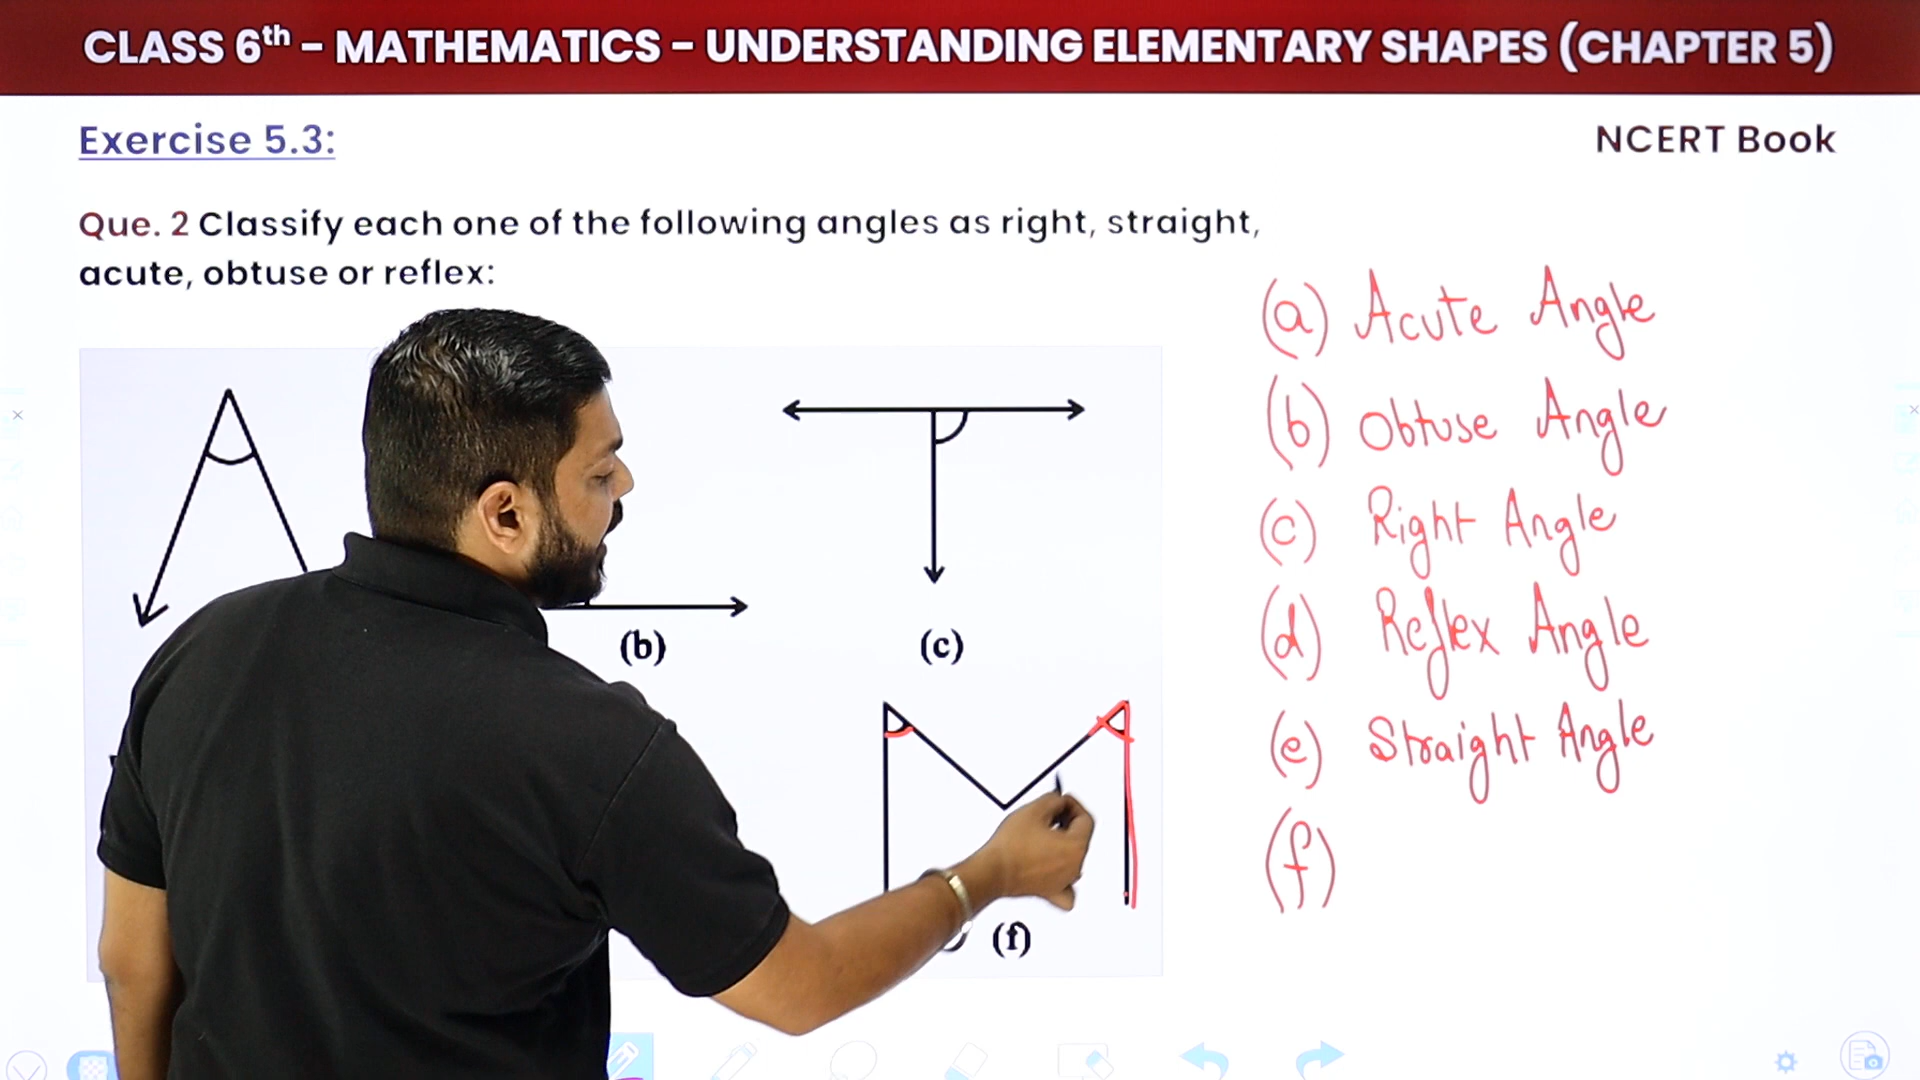 CLASS 6th – MATHEMATICS – UNDERSTANDING ELEMENTARY SHAPES (CHAPTER 5)
Exercise 5.3:
NCERT Book
Que. 2 Classify each one of the following angles as right, straight,
acute, obtuse or reflex:
(b)
(c)
(f)
(a) Acute Angle
(b) Obtuse Angle
(c) Right Angle
(d) Reflex Angle
(e) Straight Angle
(f)